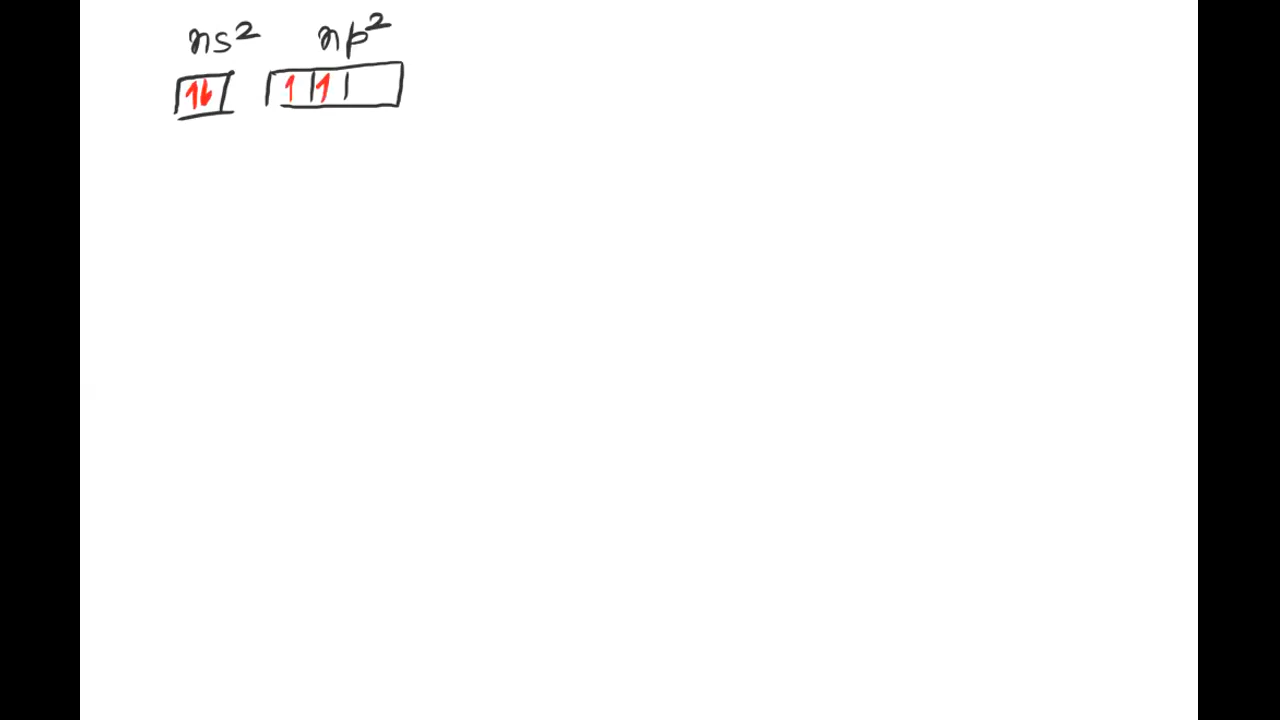 ns² np²
↑↓ ↑ ↑